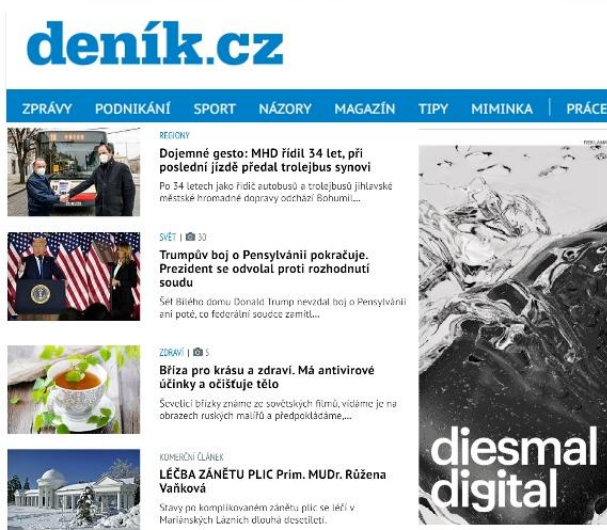 deník.cz
ZPRÁVY PODNIKÁNÍ SPORT NÁZORY MAGAZÍN TIPY MIMINKA PRÁCE
REKLAMA
REGIONY
Dojemné gesto: MHD řídil 34 let, při
poslední jízdě předal trolejbus synovi
Po 34 letech jako řidič autobusů a trolejbusů jihlavské
městské hromadné dopravy odchází Bohumil...
SVĚT | 30
Trumpův boj o Pensylvánii pokračuje.
Prezident se odvolal proti rozhodnutí
soudu
Šéf Bílého domu Donald Trump nevzdal boj o Pensylvánii
ani poté, co federální soudce zamítl...
ZDRAVÍ | 5
Bříza pro krásu a zdraví. Má antivirové
účinky a očišťuje tělo
Ševelící břízky známe ze sovětských filmů, vídáme je na
obrazech ruských malířů a předpokládáme,...
KOMERČNÍ ČLÁNEK
LÉČBA ZÁNĚTU PLIC Prim. MUDr. Růžena
Vaňková
Stavy po komplikovaném zánětu plic se léčí v
Mariánských Lázních dlouhá desetiletí.
diesmal
digital